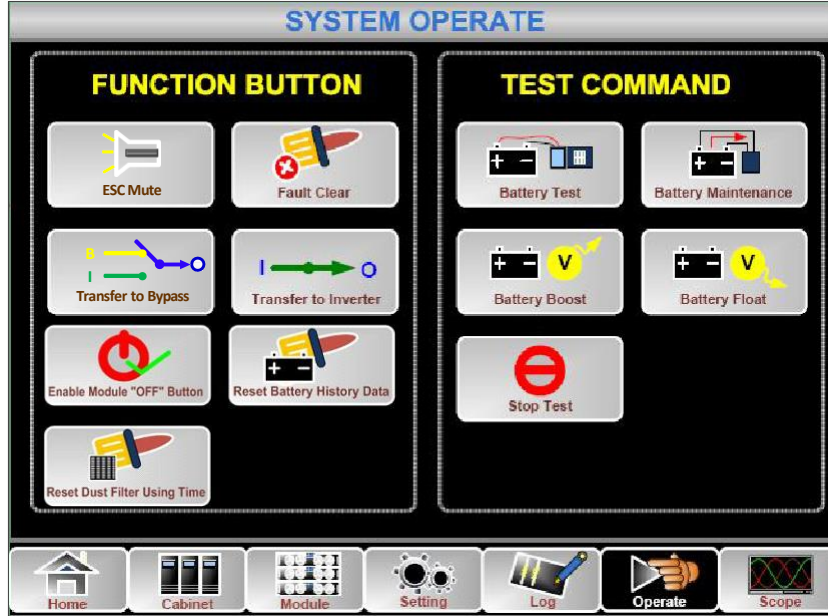 SYSTEM OPERATE
FUNCTION BUTTON
ESC Mute
Fault Clear
B
I
Transfer to Bypass
I
O
Transfer to Inverter
Enable Module "OFF" Button
Reset Battery History Data
Reset Dust Filter Using Time
TEST COMMAND
Battery Test
Battery Maintenance
V
Battery Boost
V
Battery Float
Stop Test
Home
Cabinet
Module
Setting
Log
Operate
Scope